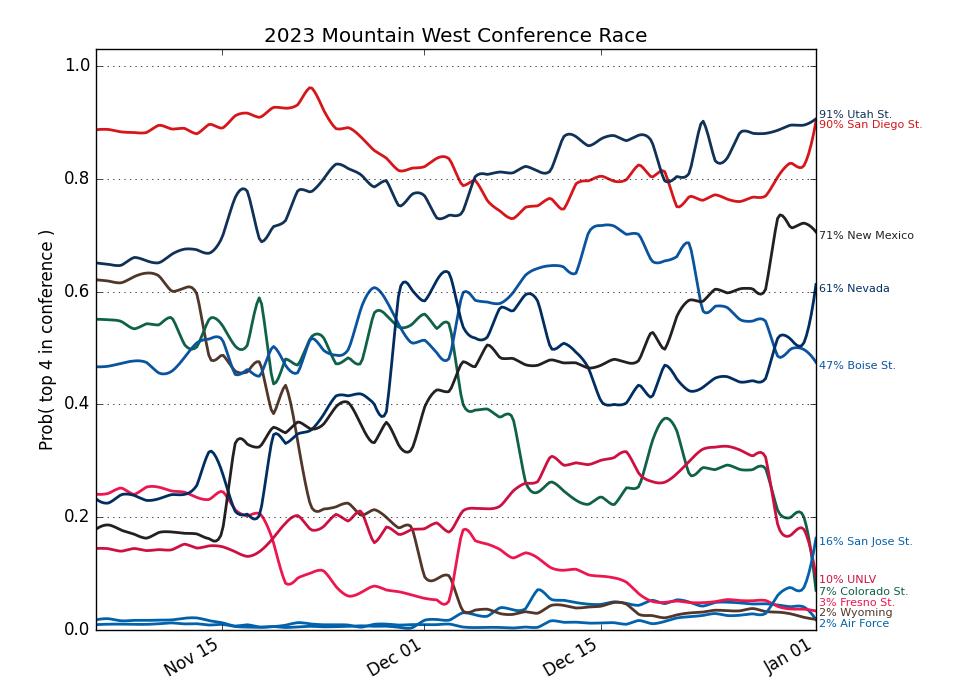 2023 Mountain West Conference Race
Prob( top 4 in conference )
1.0
0.8
0.6
0.4
0.2
0.0
Nov 15
Dec 01
Dec 15
Jan 01
91% Utah St.
90% San Diego St.
71% New Mexico
61% Nevada
47% Boise St.
16% San Jose St.
10% UNLV
7% Colorado St.
3% Fresno St.
2% Wyoming
2% Air Force